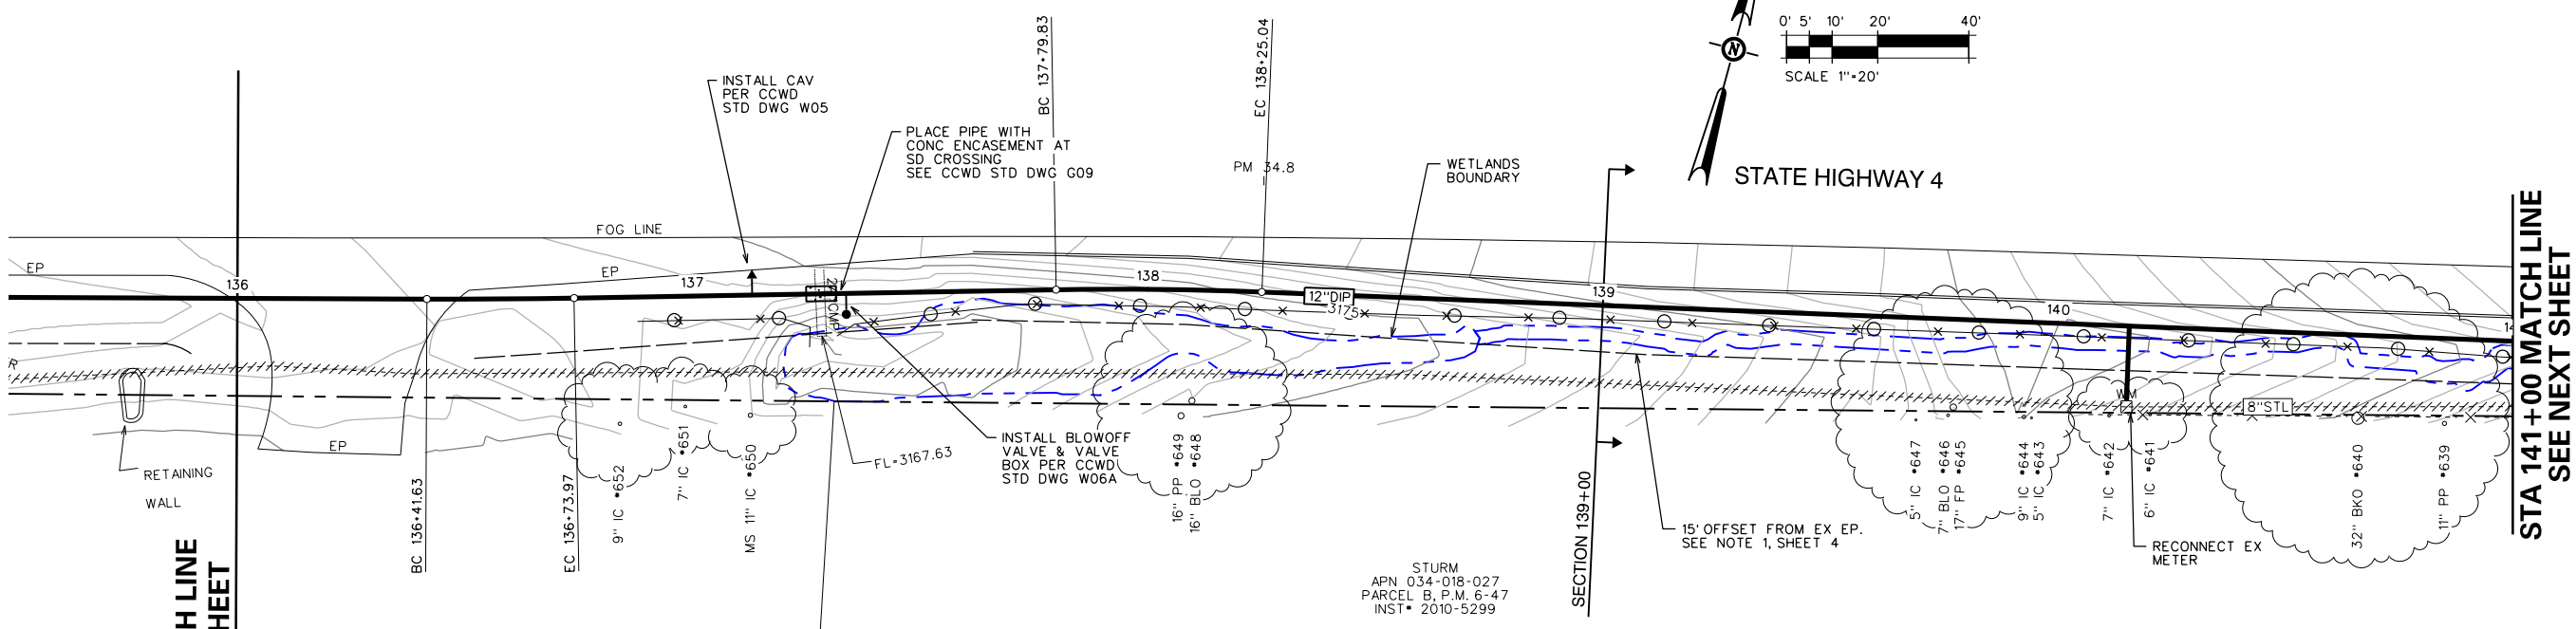 0' 5' 10' 20' 40'
SCALE 1"=20'
N
STATE HIGHWAY 4
INSTALL CAV
PER CCWD
STD DWG W05
PLACE PIPE WITH
CONC ENCASEMENT AT
SD CROSSING
SEE CCWD STD DWG G09
BC 137+79.83
EC 138+25.04
PM 34.8
WETLANDS
BOUNDARY
FOG LINE
EP
EP
136
137
138
139
140
12"DIP
3175
CMP
8"STL
WM
R
EP
RETAINING
WALL
BC 136+41.63
EC 136+73.97
9" IC *652
7" IC *651
MS 11" IC *650
FL=3167.63
INSTALL BLOWOFF
VALVE & VALVE
BOX PER CCWD
STD DWG W06A
16" PP *649
16" BLO *648
STURM
APN 034-018-027
PARCEL B, P.M. 6-47
INST* 2010-5299
SECTION 139+00
15' OFFSET FROM EX EP.
SEE NOTE 1, SHEET 4
5" IC *647
7" BLO *646
17" FP *645
9" IC *644
5" IC *643
7" IC *642
6" IC *641
RECONNECT EX
METER
32" BKO *640
11" PP *639
STA 141+00 MATCH LINE
SEE NEXT SHEET
H LINE
HEET